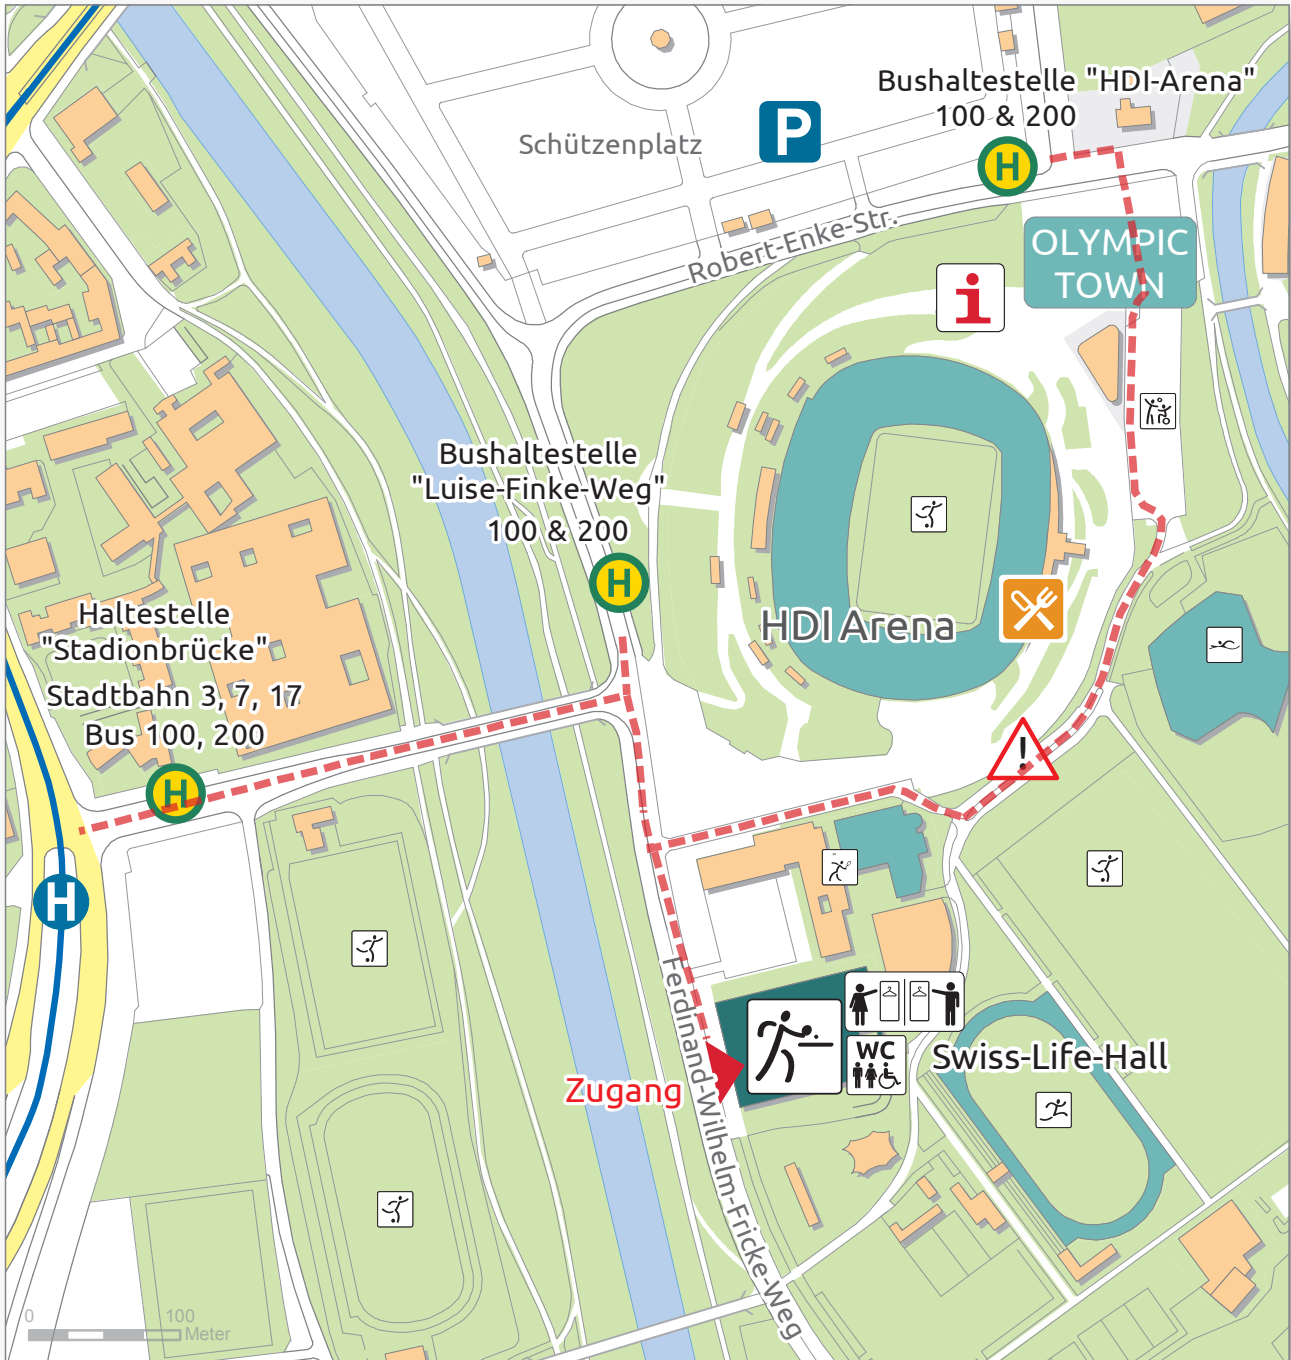 Bushaltestelle "HDI-Arena"
100 & 200
H
P
Schützenplatz
Robert-Enke-Str.
OLYMPIC
TOWN
i
Bushaltestelle
"Luise-Finke-Weg"
100 & 200
H
HDI Arena
Haltestelle
"Stadionbrücke"
Stadtbahn 3, 7, 17
Bus 100, 200
H
!
H
Ferdinand-Wilhelm-Fricke-Weg
WC
Swiss-Life-Hall
Zugang
0 100
Meter